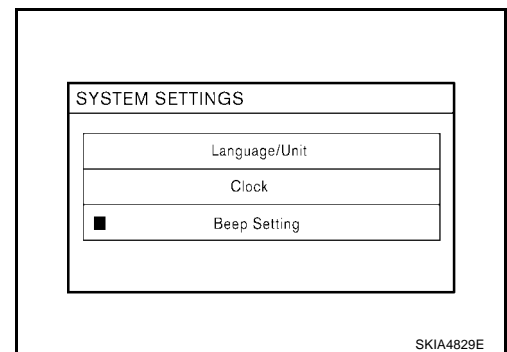 SYSTEM SETTINGS
Language/Unit
Clock
Beep Setting
SKIA4829E